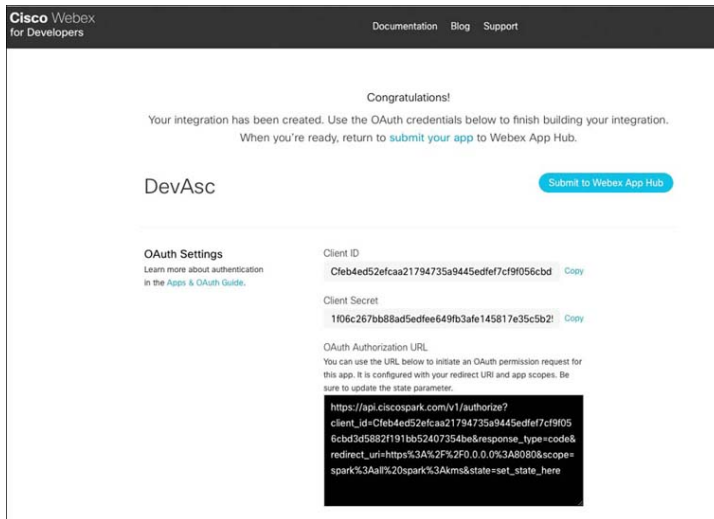 Cisco Webex
for Developers
Documentation Blog Support
Congratulations!
Your integration has been created. Use the OAuth credentials below to finish building your integration.
When you're ready, return to submit your app to Webex App Hub.
DevAsc
Submit to Webex App Hub
OAuth Settings
Learn more about authentication
in the Apps & OAuth Guide.
Client ID
Cfeb4ed52efcaa21794735a9445edfef7cf9f056cbd
Copy
Client Secret
1f06c267bb88ad5edfee649fb3afe145817e35c5b2
Copy
OAuth Authorization URL
You can use the URL below to initiate an OAuth permission request for
this app. It is configured with your redirect URI and app scopes. Be
sure to update the state parameter.
https://api.ciscospark.com/v1/authorize?
client_id=Cfeb4ed52efcaa21794735a9445edfef7cf9f05
6cbd3d5882f191bb52407354be&response_type=code&
redirect_uri=https%3A%2F%2F0.0.0.0%3A8080&scope=
spark%3Aall%20spark%3Akms&state=set_state_here